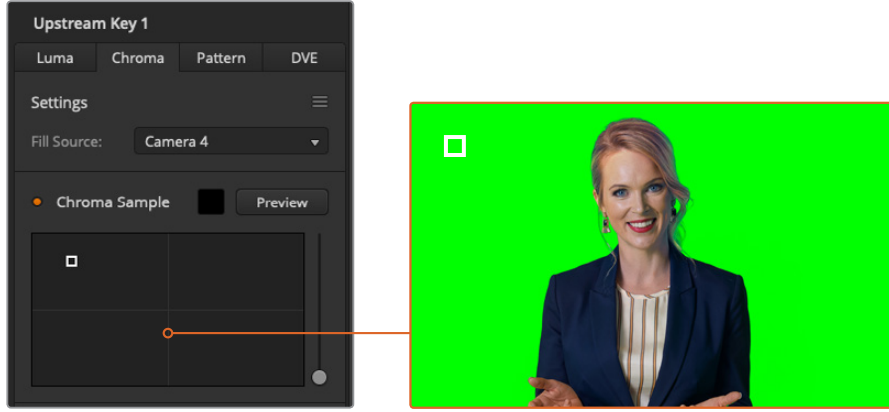 Upstream Key 1
Luma Chroma Pattern DVE
Settings
Fill Source: Camera 4
Chroma Sample Preview